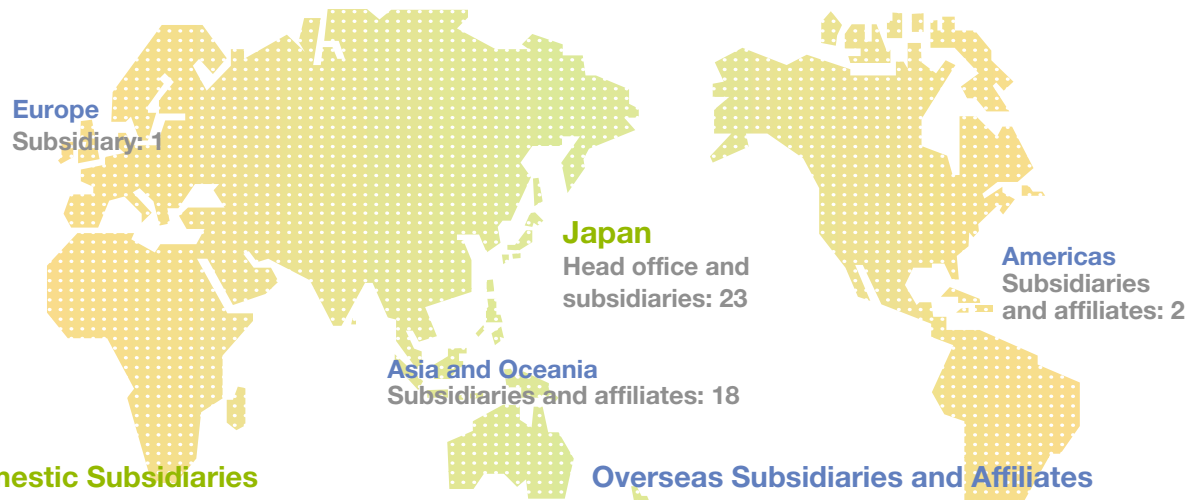 Europe
Subsidiary: 1
Japan
Head office and
subsidiaries: 23
Americas
Subsidiaries
and affiliates: 2
Asia and Oceania
Subsidiaries and affiliates: 18
nestic Subsidiaries
Overseas Subsidiaries and Affiliates